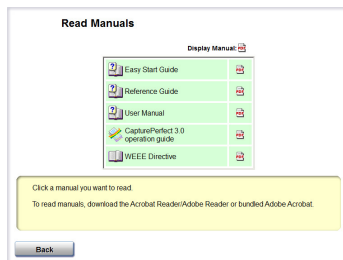 Read Manuals
Display Manual:
Easy Start Guide
Reference Guide
User Manual
CapturePerfect 3.0
operation guide
WEEE Directive
Click a manual you want to read.
To read manuals, download the Acrobat Reader/Adobe Reader or bundled Adobe Acrobat.
Back